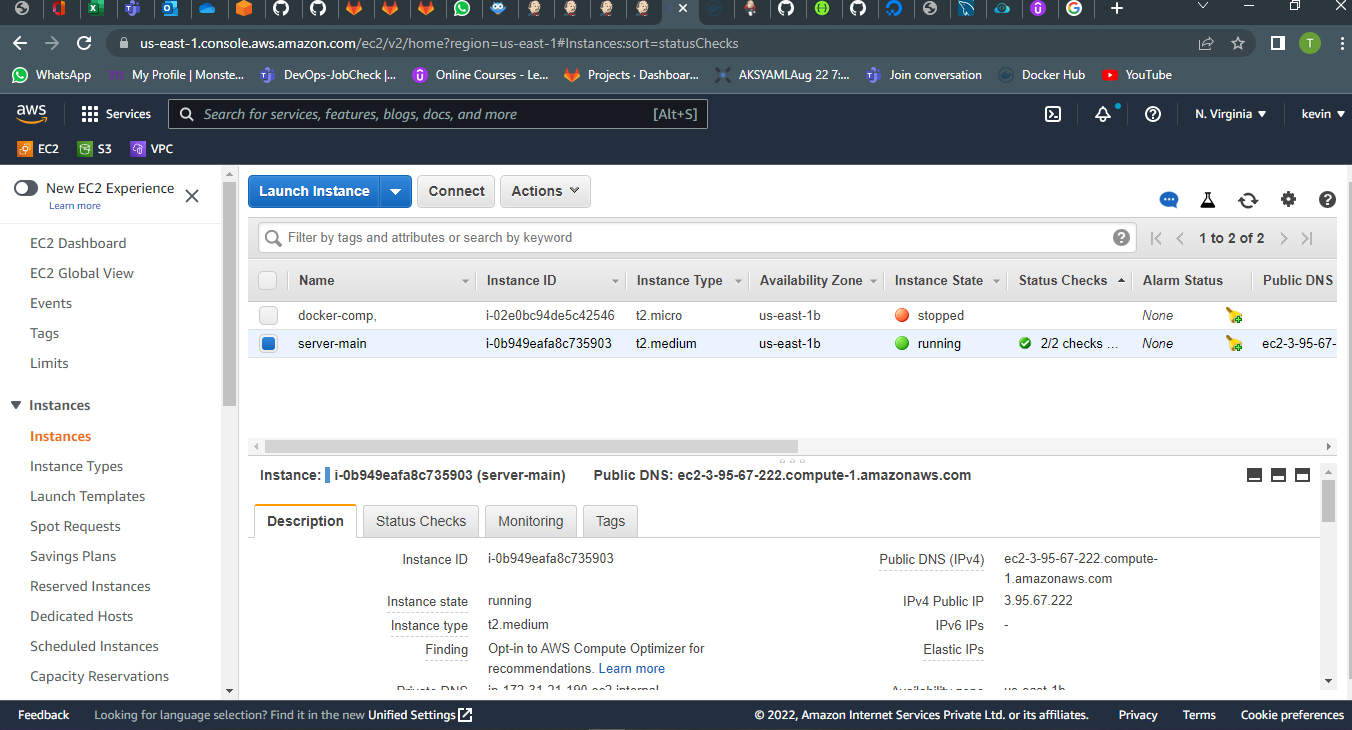 us-east-1.console.aws.amazon.com/ec2/v2/home?region=us-east-1#Instances:sort=statusChecks
T
WhatsApp My Profile | Monste... DevOps-JobCheck |... Online Courses - Le... Projects · Dashboar... AKSYAMLAug 22 7:... Join conversation Docker Hub YouTube
aws Services Search for services, features, blogs, docs, and more [Alt+S] N. Virginia kevin
EC2 S3 VPC
New EC2 Experience
Learn more
EC2 Dashboard
EC2 Global View
Events
Tags
Limits
Instances
Instances
Instance Types
Launch Templates
Spot Requests
Savings Plans
Reserved Instances
Dedicated Hosts
Scheduled Instances
Capacity Reservations
Launch Instance Connect Actions
Filter by tags and attributes or search by keyword 1 to 2 of 2
Name Instance ID Instance Type Availability Zone Instance State Status Checks Alarm Status Public DNS
docker-comp, i-02e0bc94de5c42546 t2.micro us-east-1b stopped None
server-main i-0b949eafa8c735903 t2.medium us-east-1b running 2/2 checks ... None ec2-3-95-67-
Instance: i-0b949eafa8c735903 (server-main) Public DNS: ec2-3-95-67-222.compute-1.amazonaws.com
Description Status Checks Monitoring Tags
Instance ID i-0b949eafa8c735903
Instance state running
Instance type t2.medium
Finding Opt-in to AWS Compute Optimizer for
recommendations. Learn more
Private DNS ip-172-31-21-190.ec2.internal
Public DNS (IPv4) ec2-3-95-67-222.compute-
1.amazonaws.com
IPv4 Public IP 3.95.67.222
IPv6 IPs -
Elastic IPs
Availability zone us-east-1b
Feedback Looking for language selection? Find it in the new Unified Settings © 2022, Amazon Internet Services Private Ltd. or its affiliates. Privacy Terms Cookie preferences